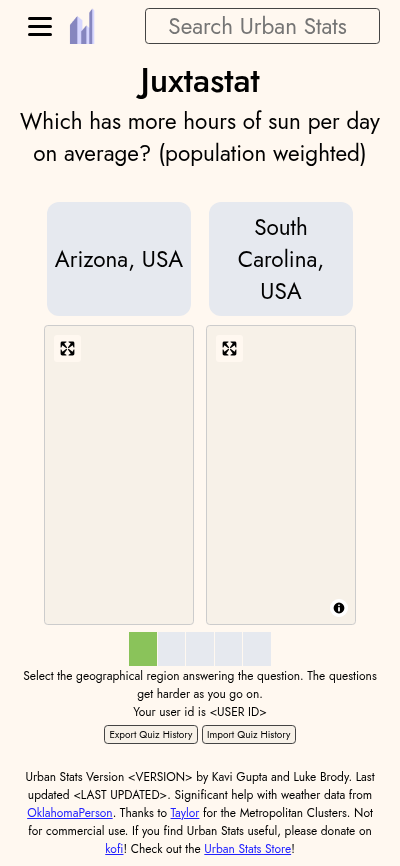 Search Urban Stats
Juxtastat
Which has more hours of sun per day
on average? (population weighted)
Arizona, USA
South
Carolina,
USA
Select the geographical region answering the question. The questions
get harder as you go on.
Your user id is <USER ID>
Export Quiz History
Import Quiz History
Urban Stats Version <VERSION> by Kavi Gupta and Luke Brody. Last
updated <LAST UPDATED>. Significant help with weather data from
OklahomaPerson. Thanks to Taylor for the Metropolitan Clusters. Not
for commercial use. If you find Urban Stats useful, please donate on
kofi! Check out the Urban Stats Store!